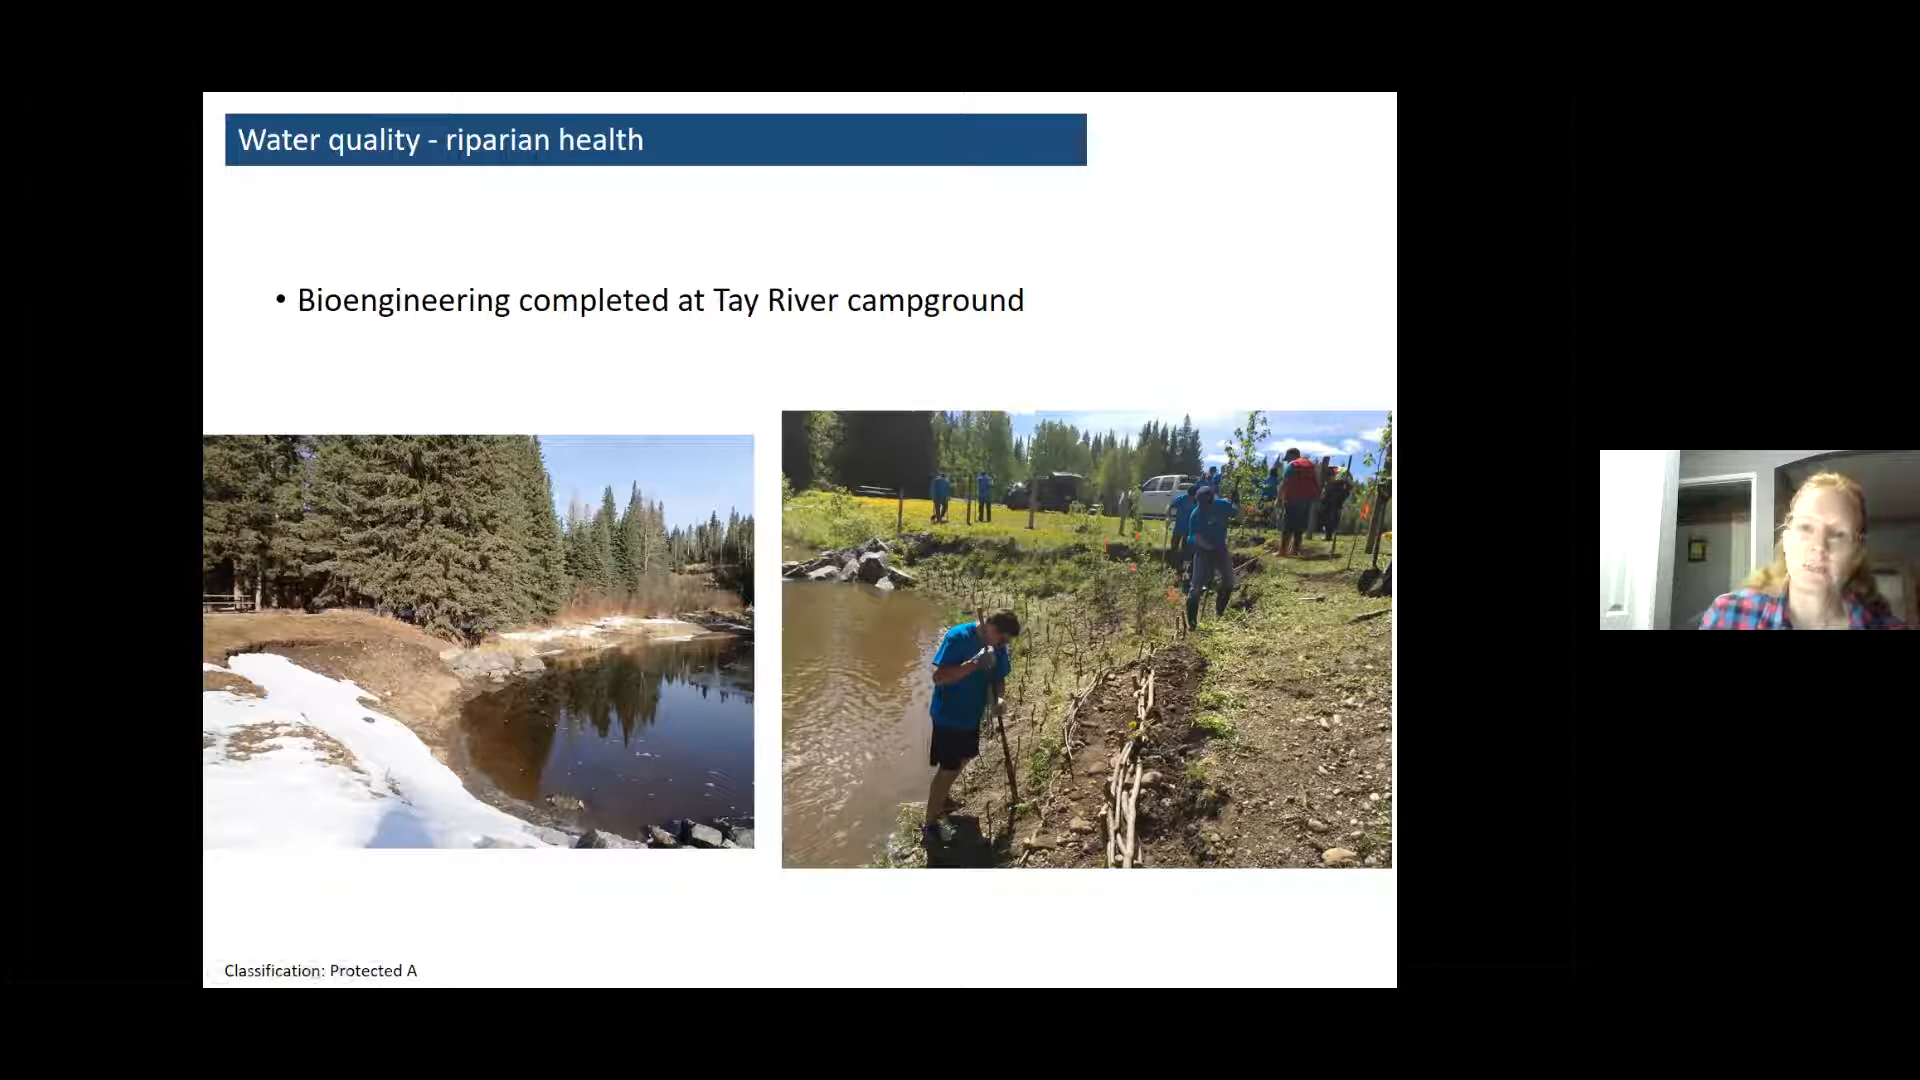 Water quality - riparian health
• Bioengineering completed at Tay River campground
Classification: Protected A